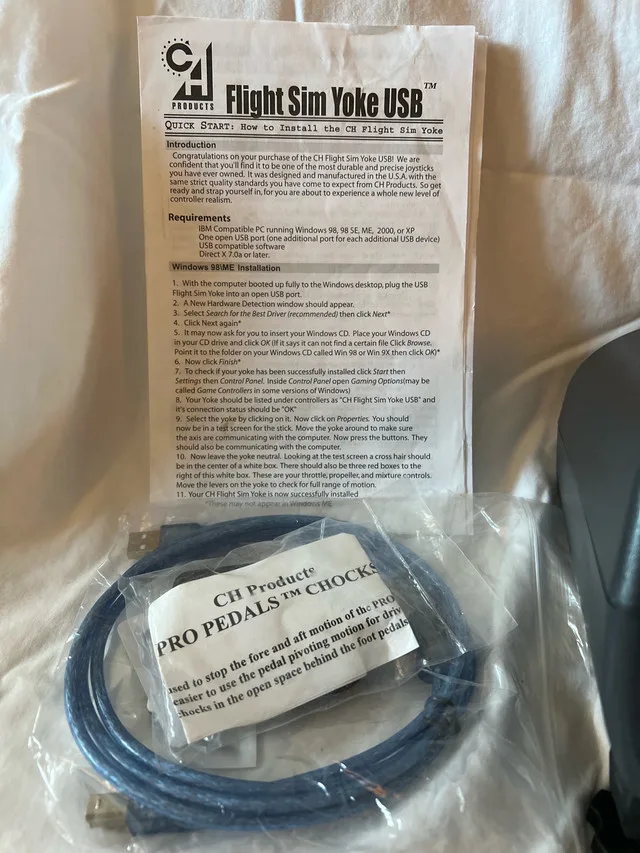 CH
PRODUCTS
Flight Sim Yoke USB™
QUICK START: How to Install the CH Flight Sim Yoke
Introduction
Congratulations on your purchase of the CH Flight Sim Yoke USB! We are
confident that you'll find it to be one of the most durable and precise joysticks
you have ever owned. It was designed and manufactured in the U.S.A. with the
same strict quality standards you have come to expect from CH Products. So get
ready and strap yourself in, for you are about to experience a whole new level of
controller realism.
Requirements
IBM Compatible PC running Windows 98, 98 SE, ME, 2000, or XP
One open USB port (one additional port for each additional USB device)
USB compatible software
Direct X 7.0a or later.
Windows 98\ME Installation
1. With the computer booted up fully to the Windows desktop, plug the USB
Flight Sim Yoke into an open USB port.
2. A New Hardware Detection window should appear.
3. Select Search for the Best Driver (recommended) then click Next*
4. Click Next again*
5. It may now ask for you to insert your Windows CD. Place your Windows CD
in your CD drive and click OK (If it says it can not find a certain file Click Browse.
Point it to the folder on your Windows CD called Win 98 or Win 9X then click OK)*
6. Now click Finish*
7. To check if your yoke has been successfully installed click Start then
Settings then Control Panel. Inside Control Panel open Gaming Options(may be
called Game Controllers in some versions of Windows)
8. Your Yoke should be listed under controllers as "CH Flight Sim Yoke USB" and
it's connection status should be "OK"
9. Select the yoke by clicking on it. Now click on Properties. You should
now be in a test screen for the stick. Move the yoke around to make sure
the axis are communicating with the computer. Now press the buttons. They
should also be communicating with the computer.
10. Now leave the yoke neutral. Looking at the test screen a cross hair should
be in the center of a white box. There should also be three red boxes to the
right of this white box. These are your throttle, propeller, and mixture controls.
Move the levers on the yoke to check for full range of motion.
11. Your CH Flight Sim Yoke is now successfully installed
*These may not appear in Windows ME
CH Products
PRO PEDALS™ CHOCKS
used to stop the fore and aft motion of the PRO
easier to use the pedal pivoting motion for driv
chocks in the open space behind the foot pedals